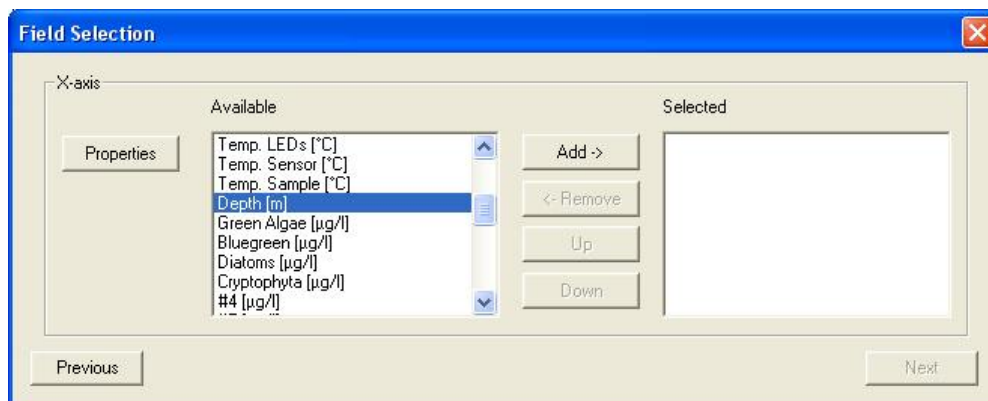 Field Selection
X-axis
Available
Selected
Properties
Temp. LEDs [°C]
Temp. Sensor [°C]
Temp. Sample [°C]
Depth [m]
Green Algae [µg/l]
Bluegreen [µg/l]
Diatoms [µg/l]
Cryptophyta [µg/l]
#4 [µg/l]
Add ->
<- Remove
Up
Down
Previous
Next